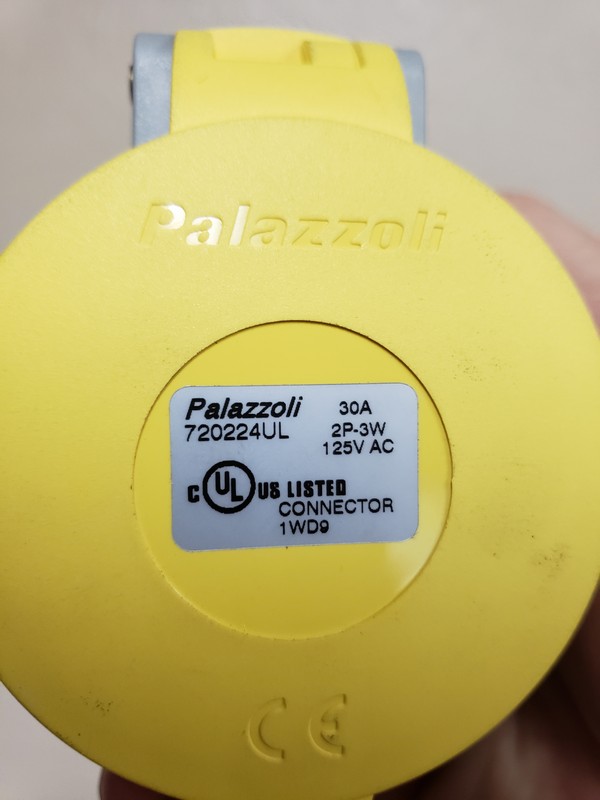 Palazzoli
Palazzoli 30A
720224UL 2P-3W
125V AC
C UL US LISTED
CONNECTOR
1WD9
CE